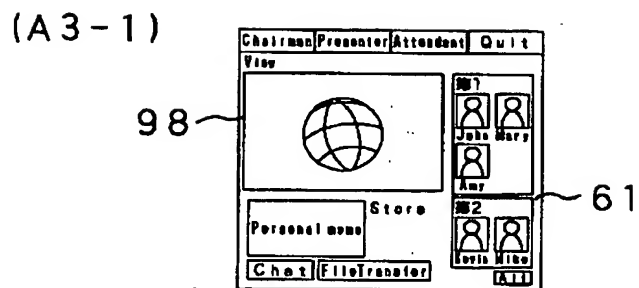 (A3-1)
Chairman Presenter Attendant Quit
View
98
第1
John Mary
Amy
61
Store
Personal memo
第2
Kevin Mike
Chat FileTransfer
All